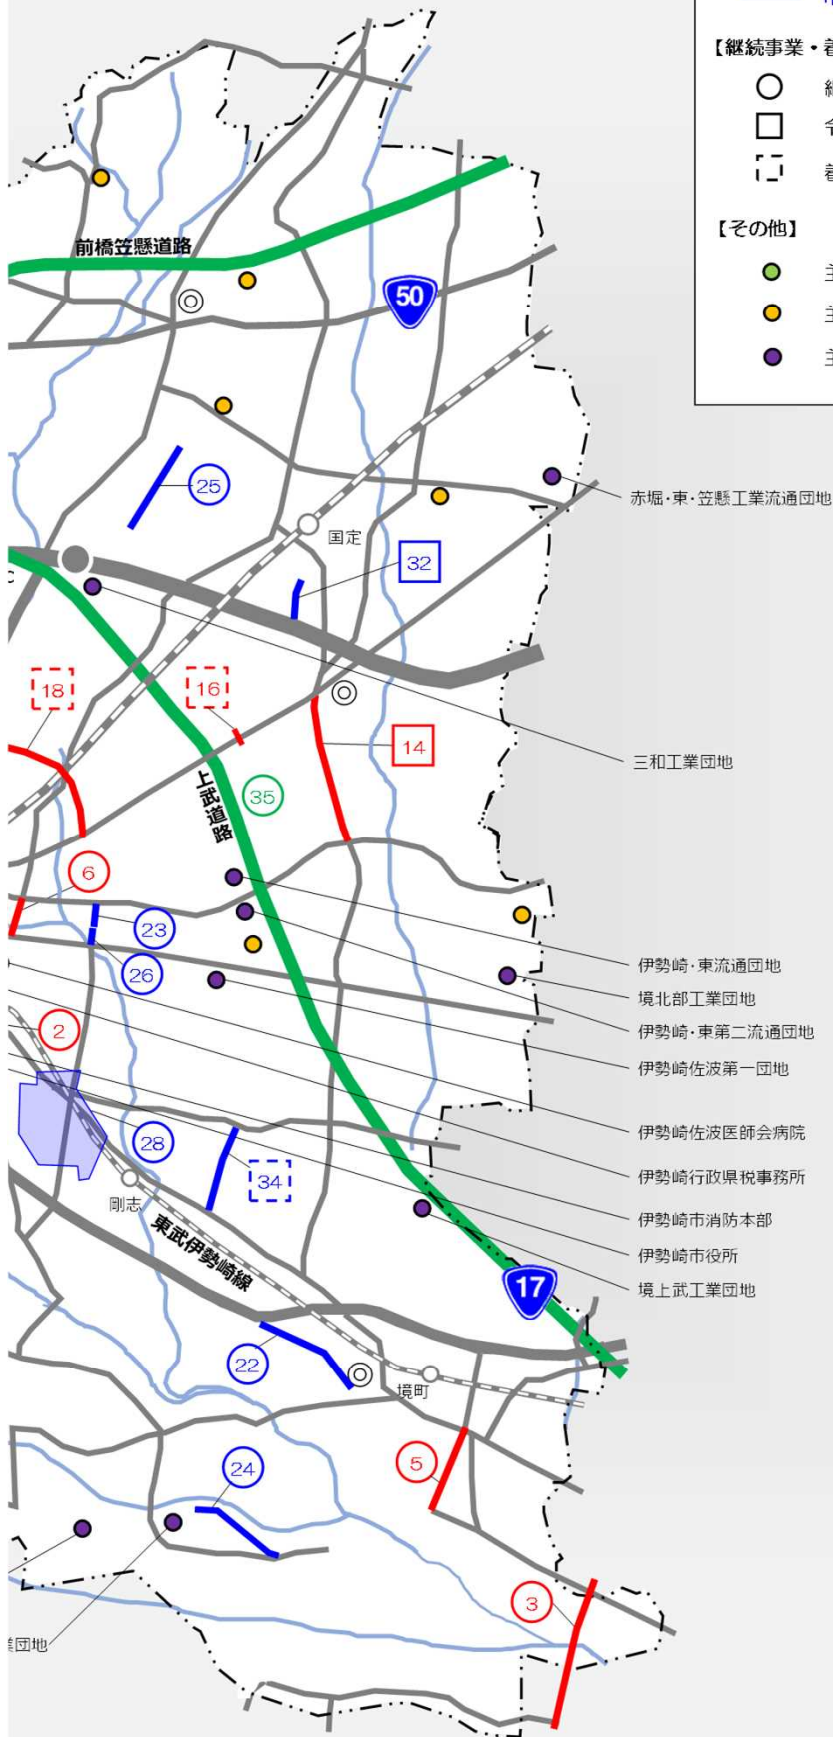 【継続事業・着
【その他】
主
主
主
前橋笠懸道路
50
25
国定
32
赤堀・東・笠懸工業流通団地
18
16
14
三和工業団地
上武道路
35
6
23
26
伊勢崎・東流通団地
境北部工業団地
伊勢崎・東第二流通団地
伊勢崎佐波第一団地
2
28
伊勢崎佐波医師会病院
34
伊勢崎行政県税事務所
剛志
伊勢崎市消防本部
東武伊勢崎線
伊勢崎市役所
境上武工業団地
17
22
境町
5
24
3
業団地